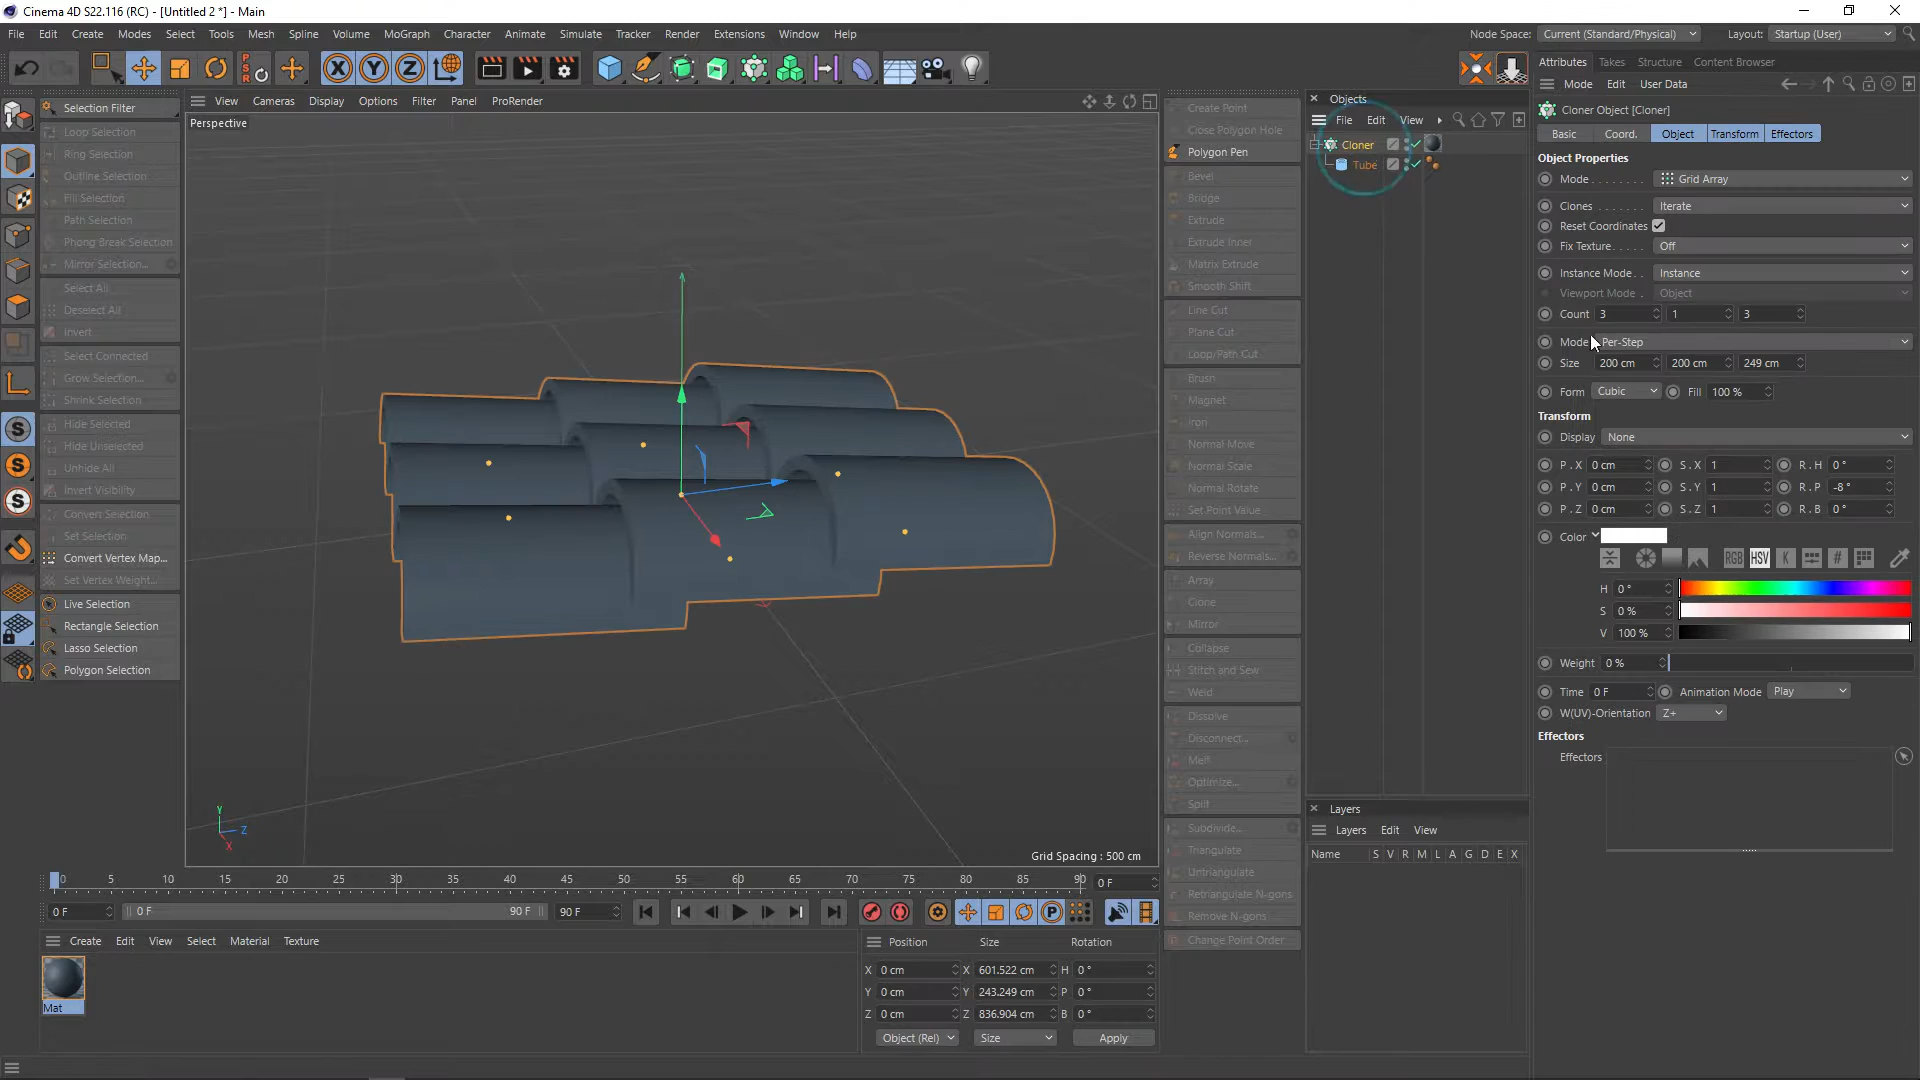 Cinema 4D S22.116 (RC) - [Untitled 2 *] - Main
File Edit Create Modes Select Spline Tools Mesh Volume MoGraph Character Animate Simulate Tracker Render Extensions Window Help
Node Space: Current (Standard/Physical) Layout: Startup (User)
X Y Z
PSR
View Cameras Display Options Filter Panel ProRender
Perspective
Grid Spacing : 500 cm
Y
Z
X
Selection Filter
Loop Selection
Ring Selection
Outline Selection
Fill Selection
Path Selection
Phong Break Selection
Mirror Selection...
Select All
Deselect All
Invert
Select Connected
Grow Selection...
Shrink Selection
Hide Selected
Hide Unselected
Unhide All
Invert Visibility
Convert Selection
Set Selection
Convert Vertex Map...
Set Vertex Weight...
Live Selection
Rectangle Selection
Lasso Selection
Polygon Selection
Create Point
Close Polygon Hole
Polygon Pen
Bevel
Bridge
Extrude
Extrude Inner
Matrix Extrude
Smooth Shift
Line Cut
Plane Cut
Loop/Path Cut
Brush
Magnet
Iron
Normal Move
Normal Scale
Normal Rotate
Set Point Value
Align Normals...
Reverse Normals...
Array
Clone
Mirror
Collapse
Stitch and Sew
Weld
Dissolve
Disconnect...
Melt
Optimize...
Split
Subdivide...
Triangulate
Untriangulate
Retriangulate N-gons
Remove N-gons
Change Point Order
Objects
File Edit View
Cloner
Tube
Layers
Layers Edit View
Name S V R M L A G D E X
Attributes Takes Structure Content Browser
Mode Edit User Data
Cloner Object [Cloner]
Basic Coord. Object Transform Effectors
Object Properties
Mode . . . . . . . . Grid Array
Clones . . . . . . Iterate
Reset Coordinates
Fix Texture . . . . . Off
Instance Mode . . Instance
Viewport Mode . Object
Count 3 1 3
Mode Per-Step
Size 200 cm 200 cm 249 cm
Form Cubic Fill 100 %
Transform
Display None
P . X 0 cm S . X 1 R . H 0 °
P . Y 0 cm S . Y 1 R . P -8 °
P . Z 0 cm S . Z 1 R . B 0 °
Color
RGB HSV K #
H 0 °
S 0 %
V 100 %
Weight 0 %
Time 0 F Animation Mode Play
W(UV)-Orientation Z+
Effectors
Effectors
0 5 10 15 20 25 30 35 40 45 50 55 60 65 70 75 80 85 90 0 F
0 F 0 F 90 F 90 F
Create Edit View Select Material Texture
Mat
Position Size Rotation
X 0 cm X 601.522 cm H 0 °
Y 0 cm Y 243.249 cm P 0 °
Z 0 cm Z 836.904 cm B 0 °
Object (Rel) Size Apply